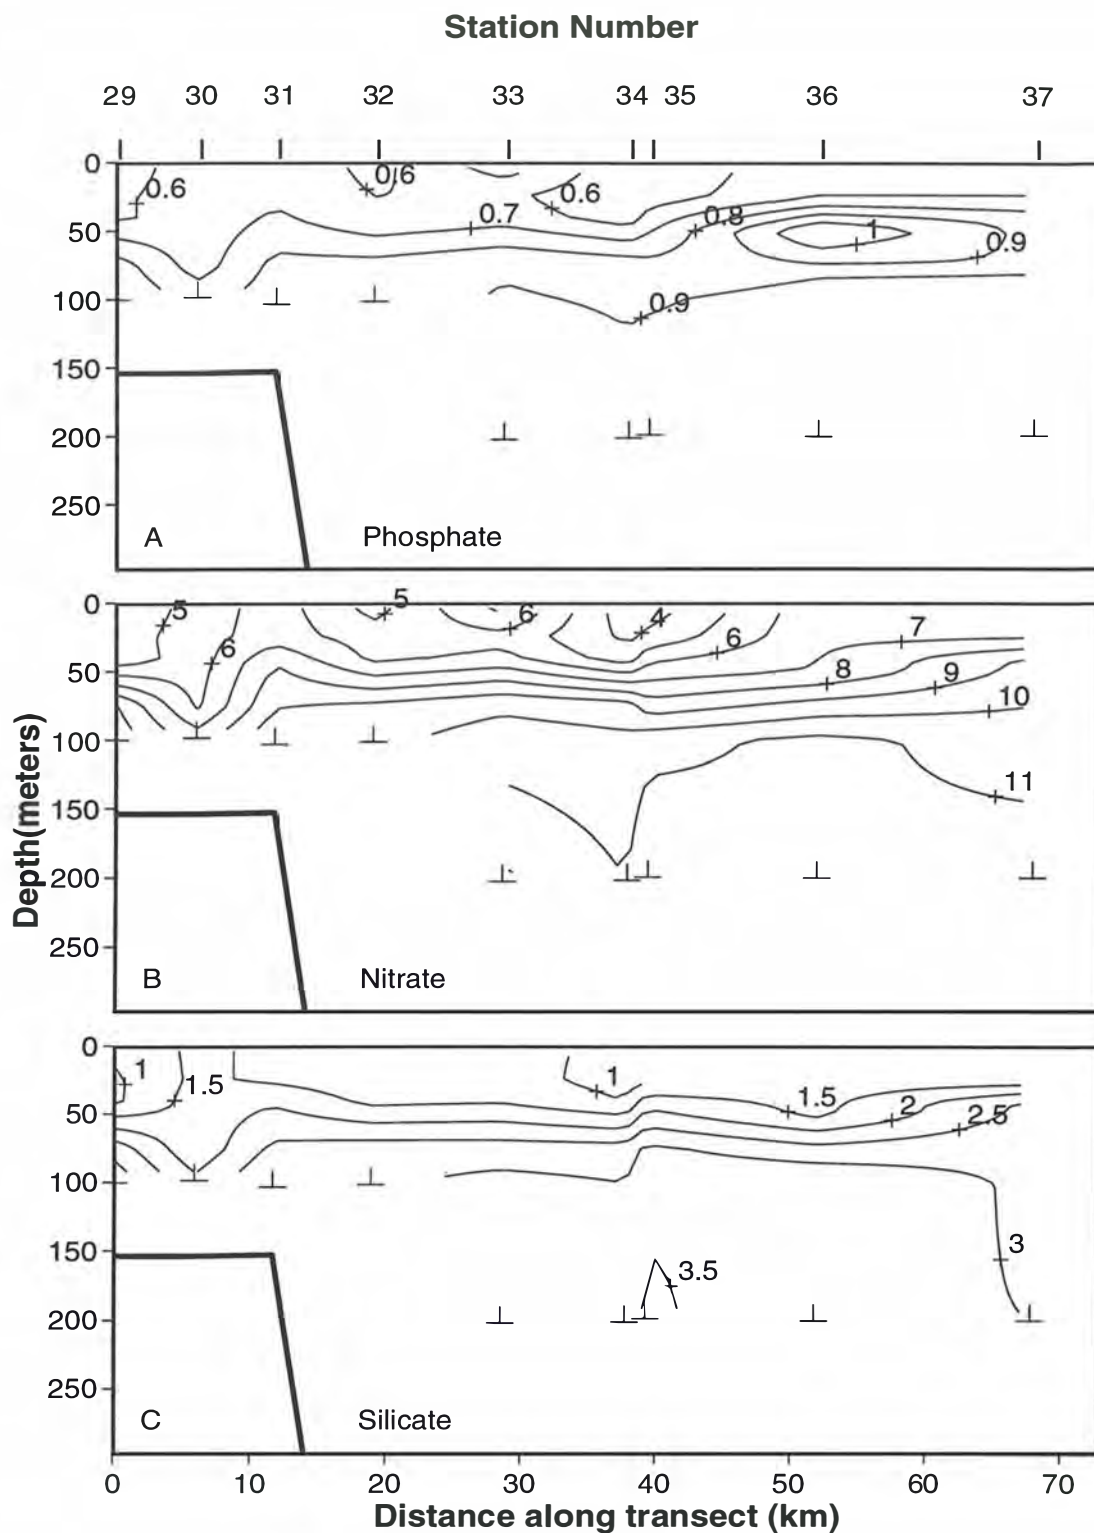 Station Number
29 30 31 32 33 34 35 36 37
0
0.6 0.6 0.6
0.7 0.8
50
1 0.9
100
0.9
150
200
250
A Phosphate
0
5 5 6 4 6 7
6
50
8 9
10
100
11
150
200
250
B Nitrate
Depth(meters)
0
1 1.5 1 1.5 2 2.5
50
100
150
3
3.5
200
250
C Silicate
0 10 20 30 40 50 60 70
Distance along transect (km)